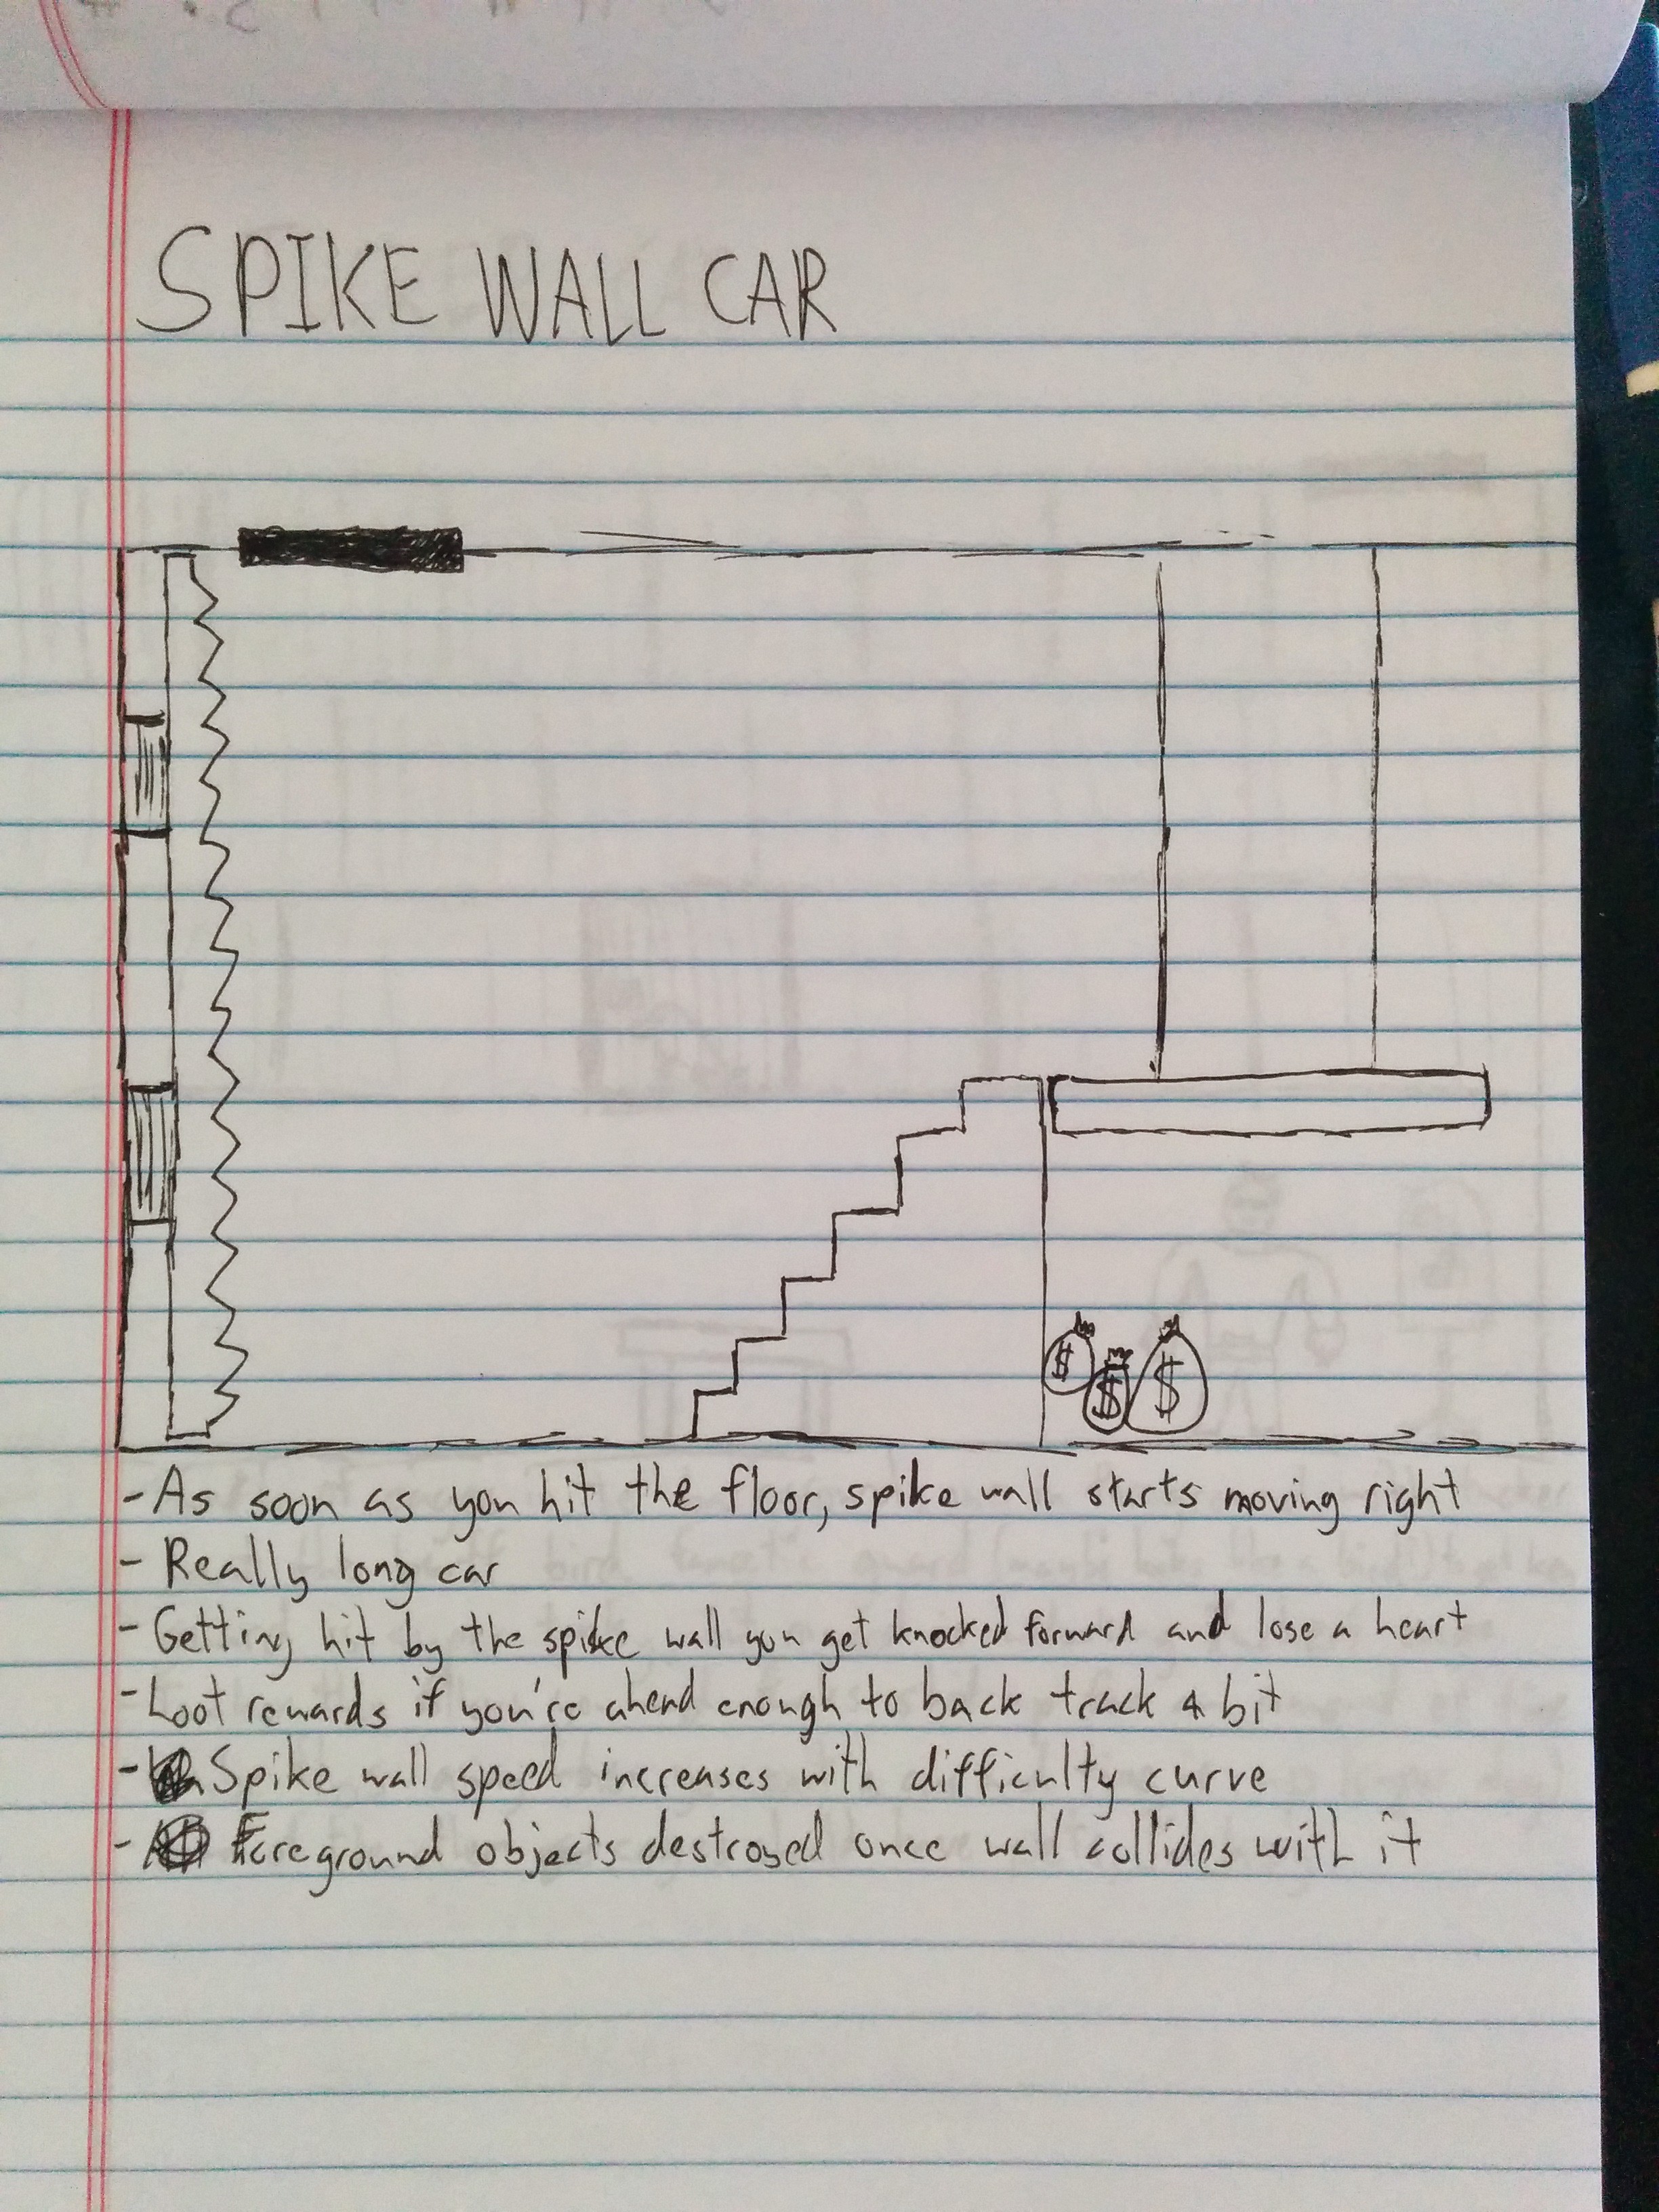 SPIKE WALL CAR
$ $ $
- As soon as you hit the floor, spike wall starts moving right
- Really long car
- Getting hit by the spike wall you get knocked forward and lose a heart
- Loot rewards if you're ahead enough to back track a bit
- Spike wall speed increases with difficulty curve
- Foreground objects destroyed once wall collides with it